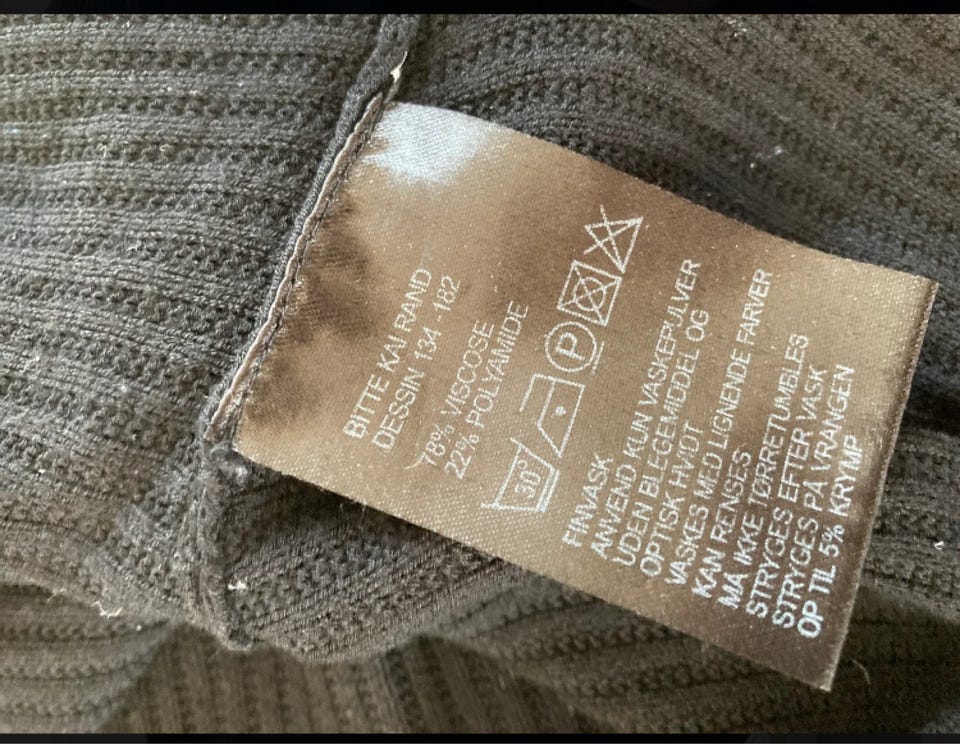 BITTE KAI RAND
DESSIN 134 -182
78% VISCOSE
22% POLYAMIDE
30°
P
FINVASK
ANVEND KUN VASKEPULVER
UDEN BLEGEMIDDEL OG
OPTISK HVIDT
VASKES MED LIGNENDE FARVER
KAN RENSES
MÅ IKKE TØRRETUMBLES
STRYGES EFTER VASK
STRYGES PÅ VRANGEN
OP TIL 5% KRYMP